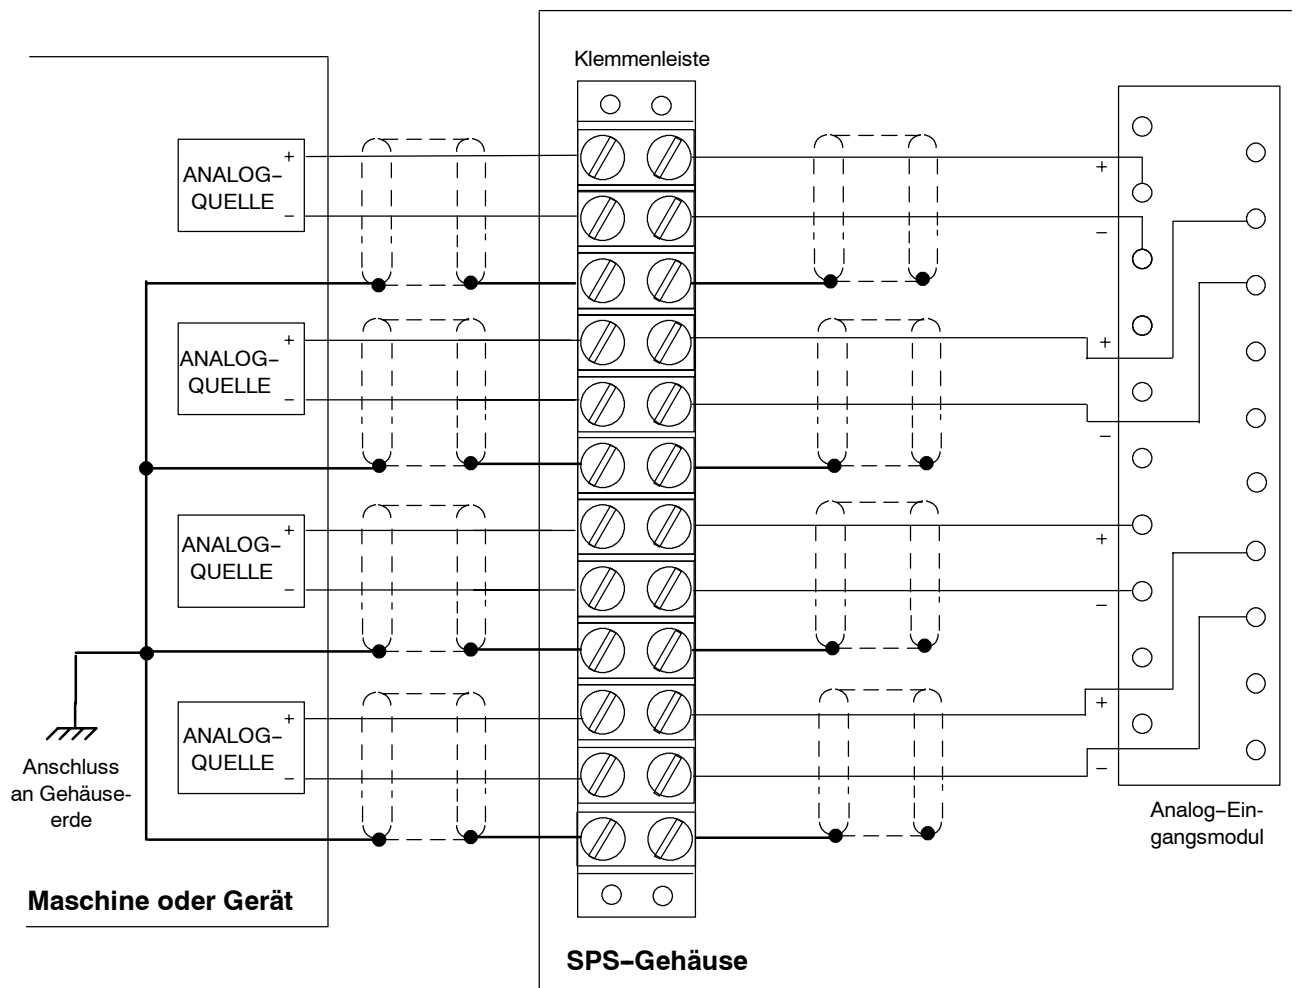 Klemmenleiste
+
ANALOG-
QUELLE
−
+
−
+
ANALOG-
QUELLE
−
+
−
+
ANALOG-
QUELLE
−
+
−
+
ANALOG-
QUELLE
−
+
−
Anschluss
an Gehäuse-
erde
Analog-Ein-
gangsmodul
Maschine oder Gerät
SPS-Gehäuse